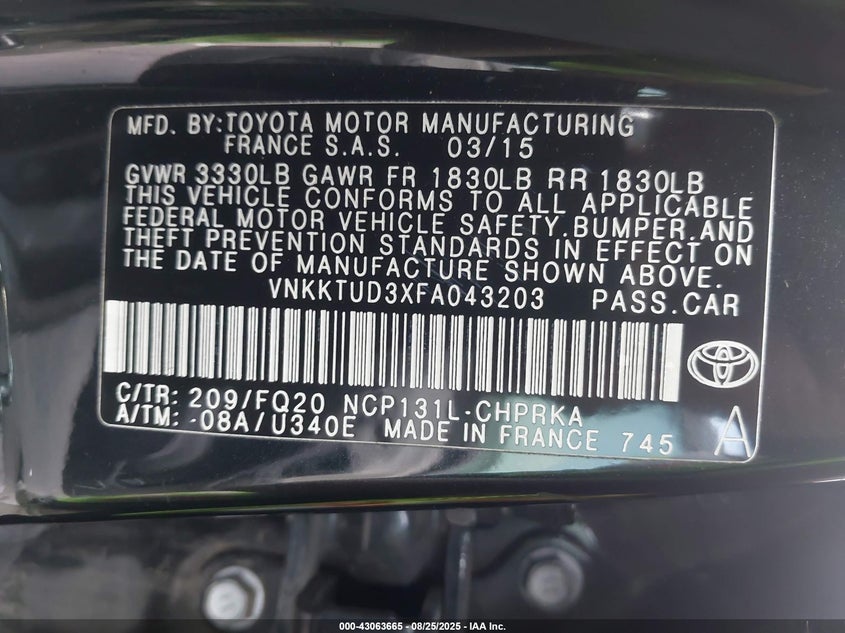 MFD. BY:TOYOTA MOTOR MANUFACTURING
FRANCE S.A.S. 03/15
GVWR 3330LB GAWR FR 1830LB RR 1830LB
THIS VEHICLE CONFORMS TO ALL APPLICABLE
FEDERAL MOTOR VEHICLE SAFETY.BUMPER.AND
THEFT PREVENTION STANDARDS IN EFFECT ON
THE DATE OF MANUFACTURE SHOWN ABOVE.
VNKKTUD3XFA043203 PASS.CAR
C/TR: 209/FQ20 NCP131L-CHPRKA
A/TM: -08A/U340E MADE IN FRANCE 745 A
000-43063665 - 08/25/2025 - IAA Inc.